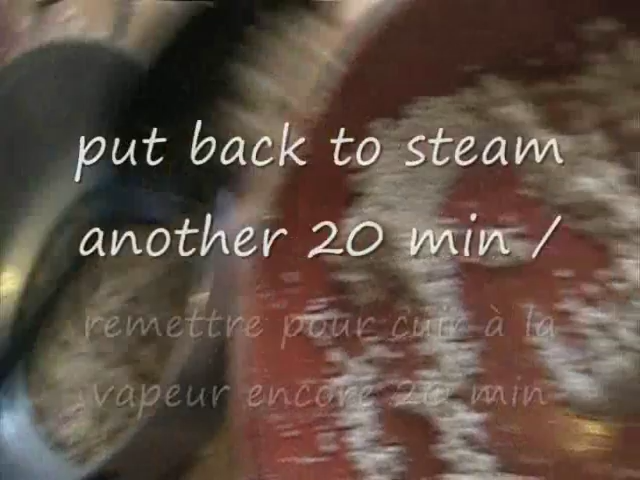 put back to steam
another 20 min /
remettre pour cuir à la
vapeur encore 20 min